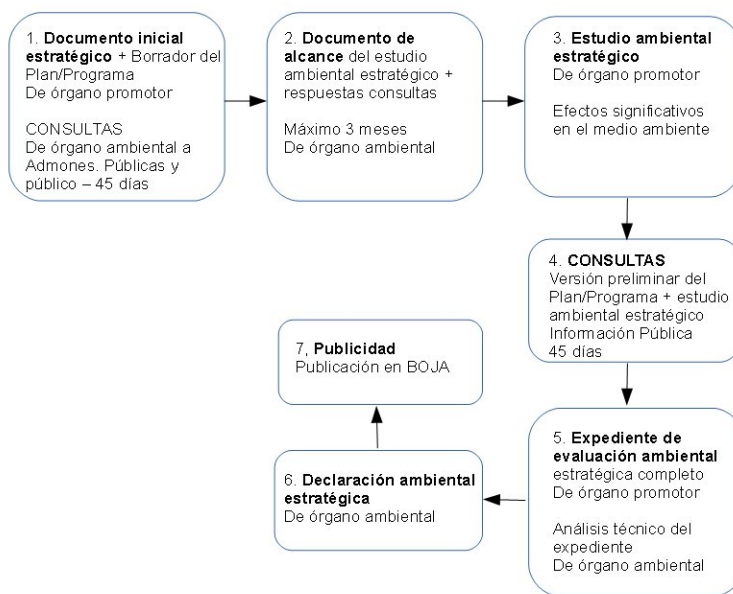 1. Documento inicial
estratégico + Borrador del
Plan/Programa
De órgano promotor
CONSULTAS
De órgano ambiental a
Admones. Públicas y
público – 45 días
2. Documento de
alcance del estudio
ambiental estratégico +
respuestas consultas
Máximo 3 meses
De órgano ambiental
3. Estudio ambiental
estratégico
De órgano promotor
Efectos significativos
en el medio ambiente
4. CONSULTAS
Versión preliminar del
Plan/Programa + estudio
ambiental estratégico
Información Pública
45 días
5. Expediente de
evaluación ambiental
estratégica completo
De órgano promotor
Análisis técnico del
expediente
De órgano ambiental
6. Declaración ambiental
estratégica
De órgano ambiental
7, Publicidad
Publicación en BOJA